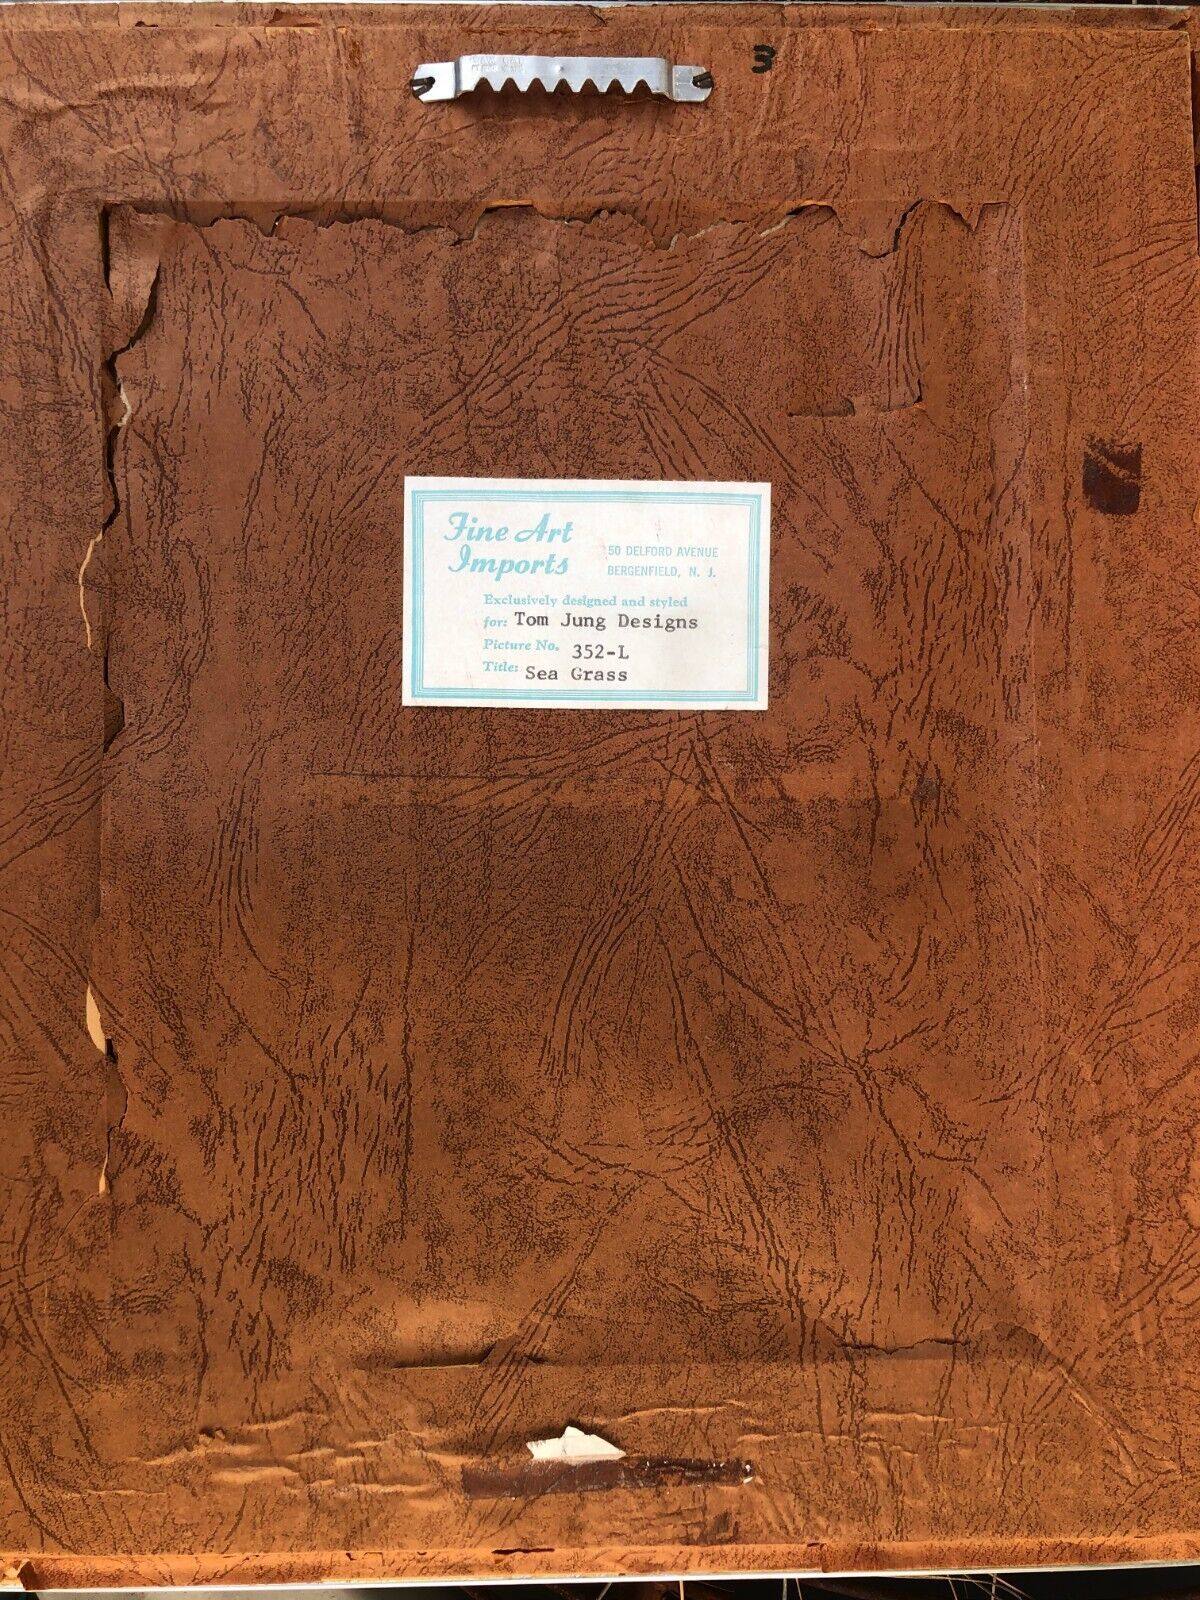 3
Fine Art
Imports
50 DELFORD AVENUE
BERGENFIELD, N. J.
Exclusively designed and styled
for: Tom Jung Designs
Picture No. 352-L
Title: Sea Grass